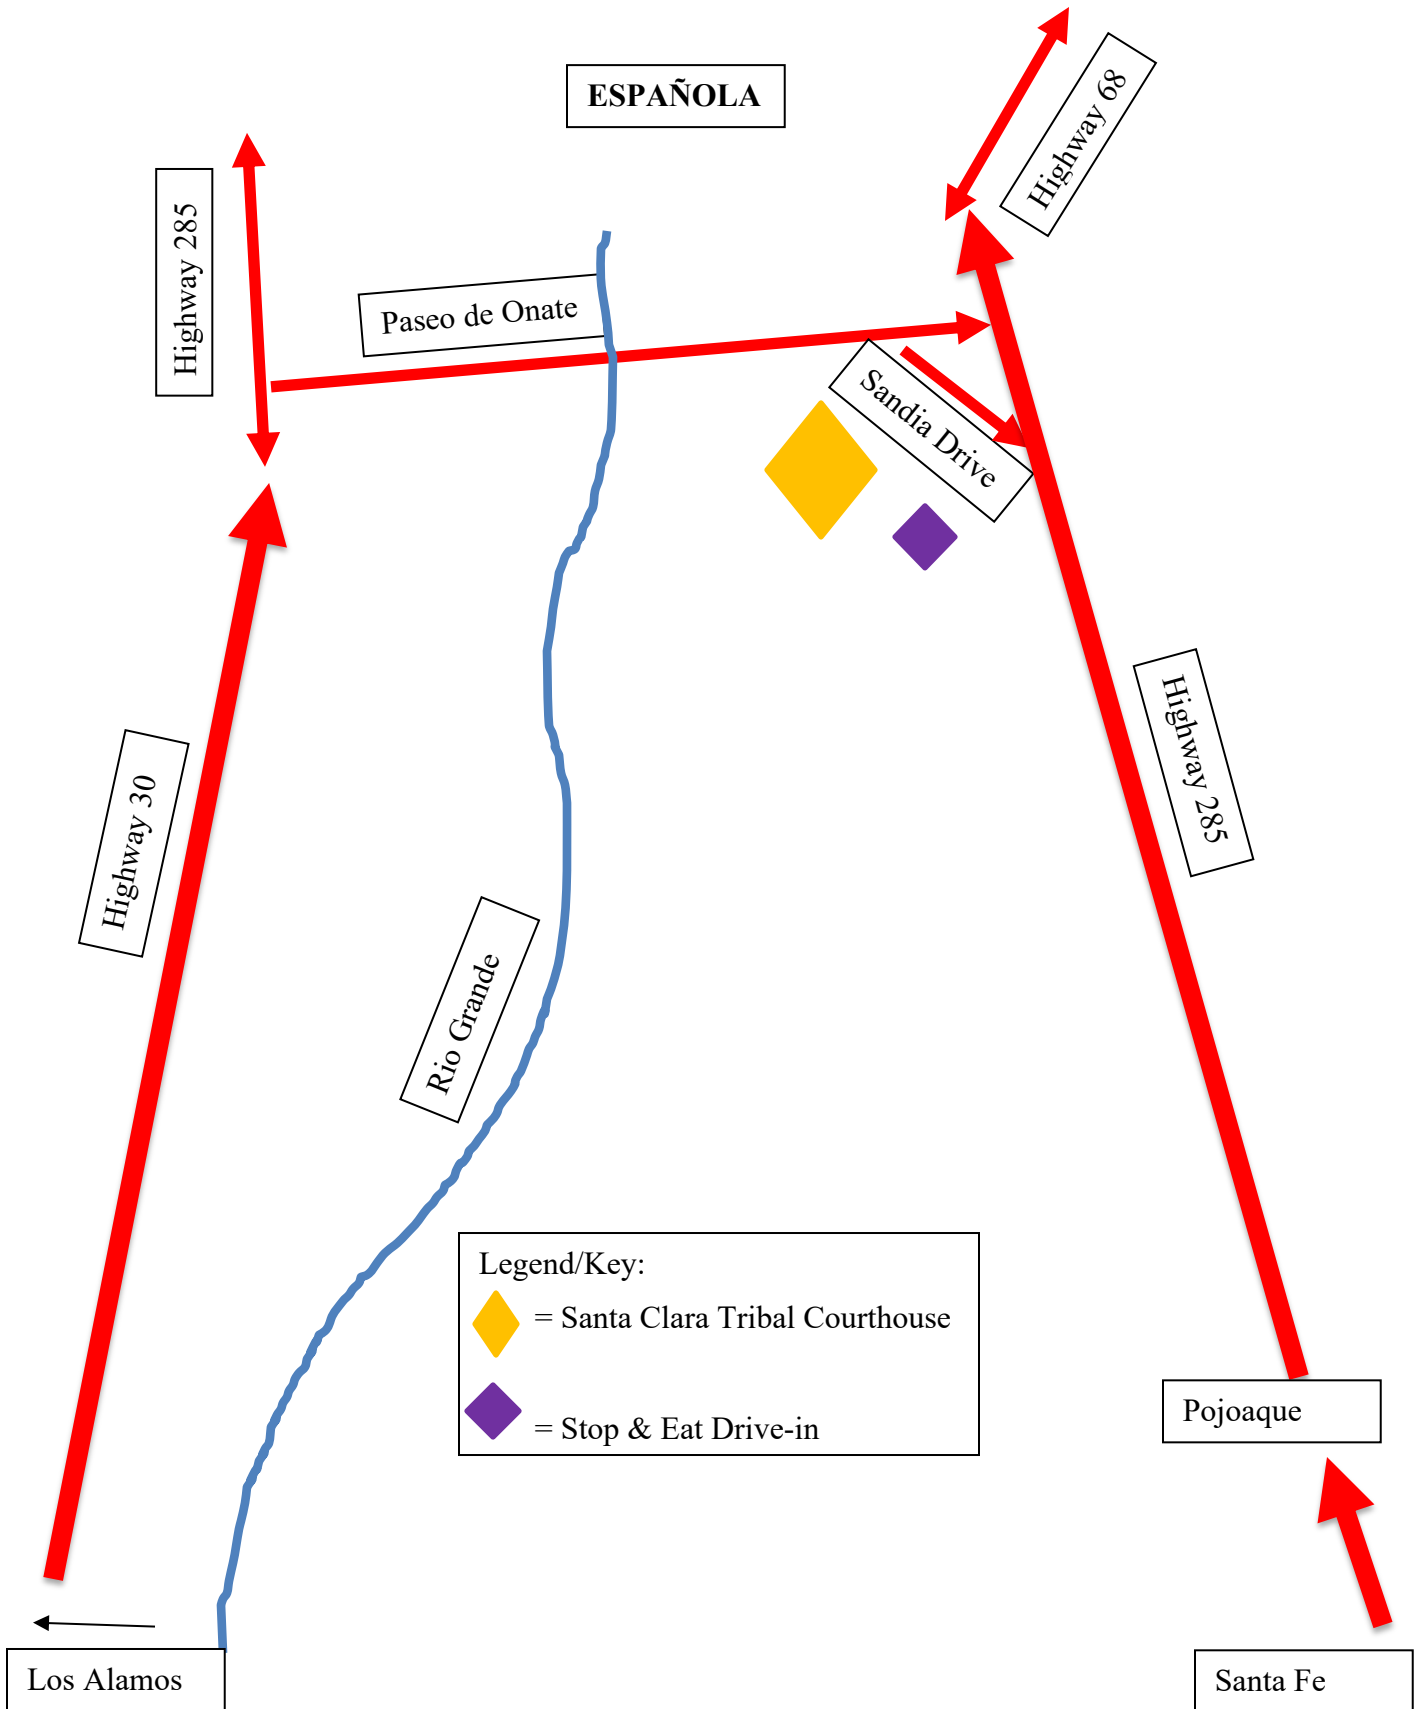 ESPAÑOLA
Highway 68
Highway 285
Paseo de Onate
Sandia Drive
Highway 285
Highway 30
Rio Grande
Legend/Key:
= Santa Clara Tribal Courthouse
= Stop & Eat Drive-in
Pojoaque
Los Alamos
Santa Fe